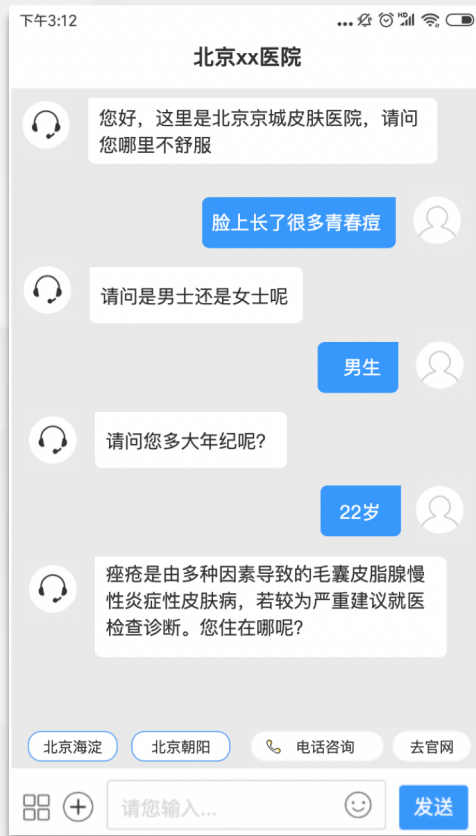 下午3:12
... HD
北京xx医院
您好，这里是北京京城皮肤医院，请问
您哪里不舒服
脸上长了很多青春痘
请问是男士还是女士呢
男生
请问您多大年纪呢?
22岁
痤疮是由多种因素导致的毛囊皮脂腺慢
性炎症性皮肤病，若较为严重建议就医
检查诊断。您住在哪呢?
北京海淀 北京朝阳 电话咨询 去官网
请您输入... 发送